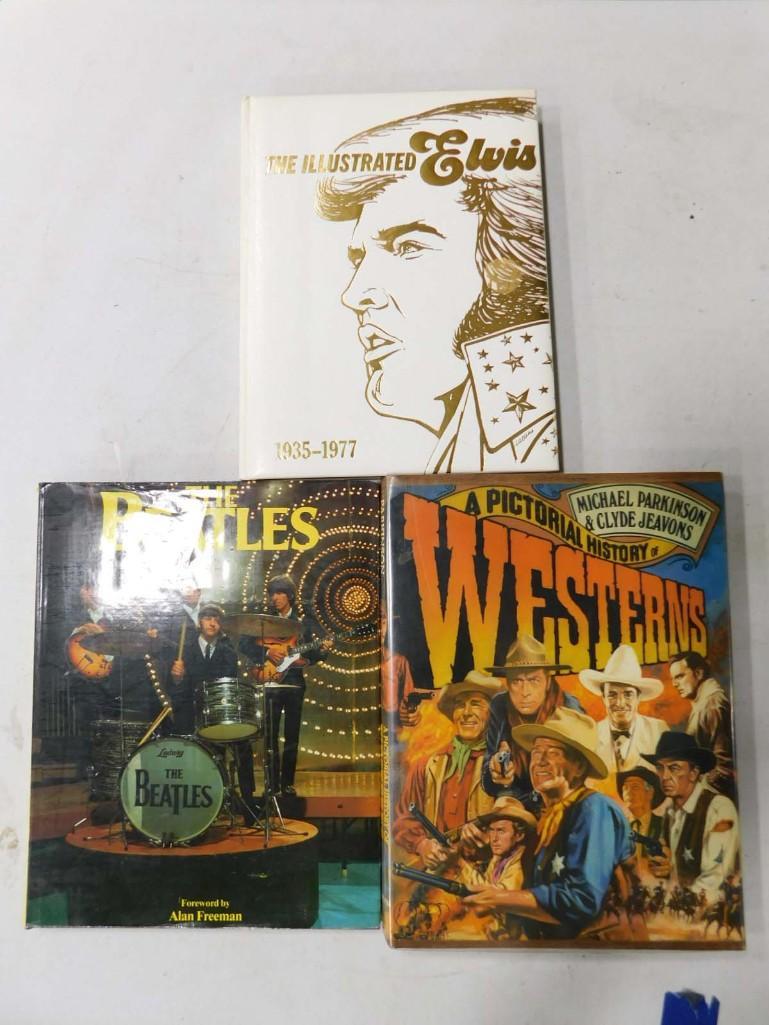 THE ILLUSTRATED Elvis
1935-1977
THE
BEATLES
Ludwig
THE
BEATLES
Foreword by
Alan Freeman
A PICTORIAL HISTORY OF
MICHAEL PARKINSON
& CLYDE JEAVONS
WESTERNS